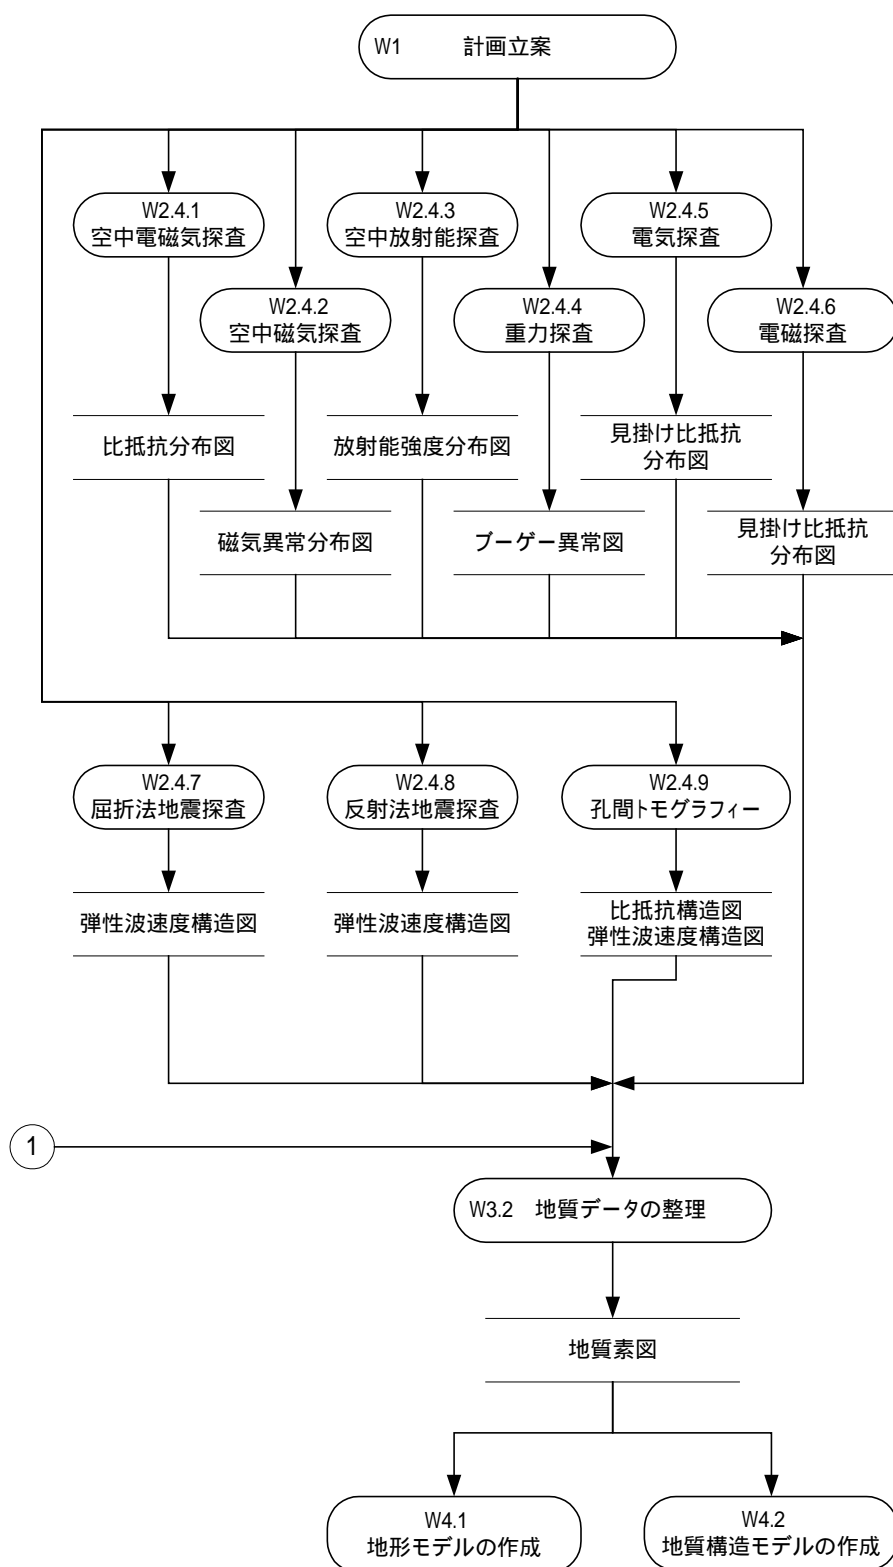 W1 計画立案
W2.4.1
空中電磁気探査
W2.4.3
空中放射能探査
W2.4.5
電気探査
W2.4.2
空中磁気探査
W2.4.4
重力探査
W2.4.6
電磁探査
比抵抗分布図
放射能強度分布図
見掛け比抵抗
分布図
磁気異常分布図
ブーゲー異常図
見掛け比抵抗
分布図
W2.4.7
屈折法地震探査
W2.4.8
反射法地震探査
W2.4.9
孔間トモグラフィー
弾性波速度構造図
弾性波速度構造図
比抵抗構造図
弾性波速度構造図
1
W3.2 地質データの整理
地質素図
W4.1
地形モデルの作成
W4.2
地質構造モデルの作成